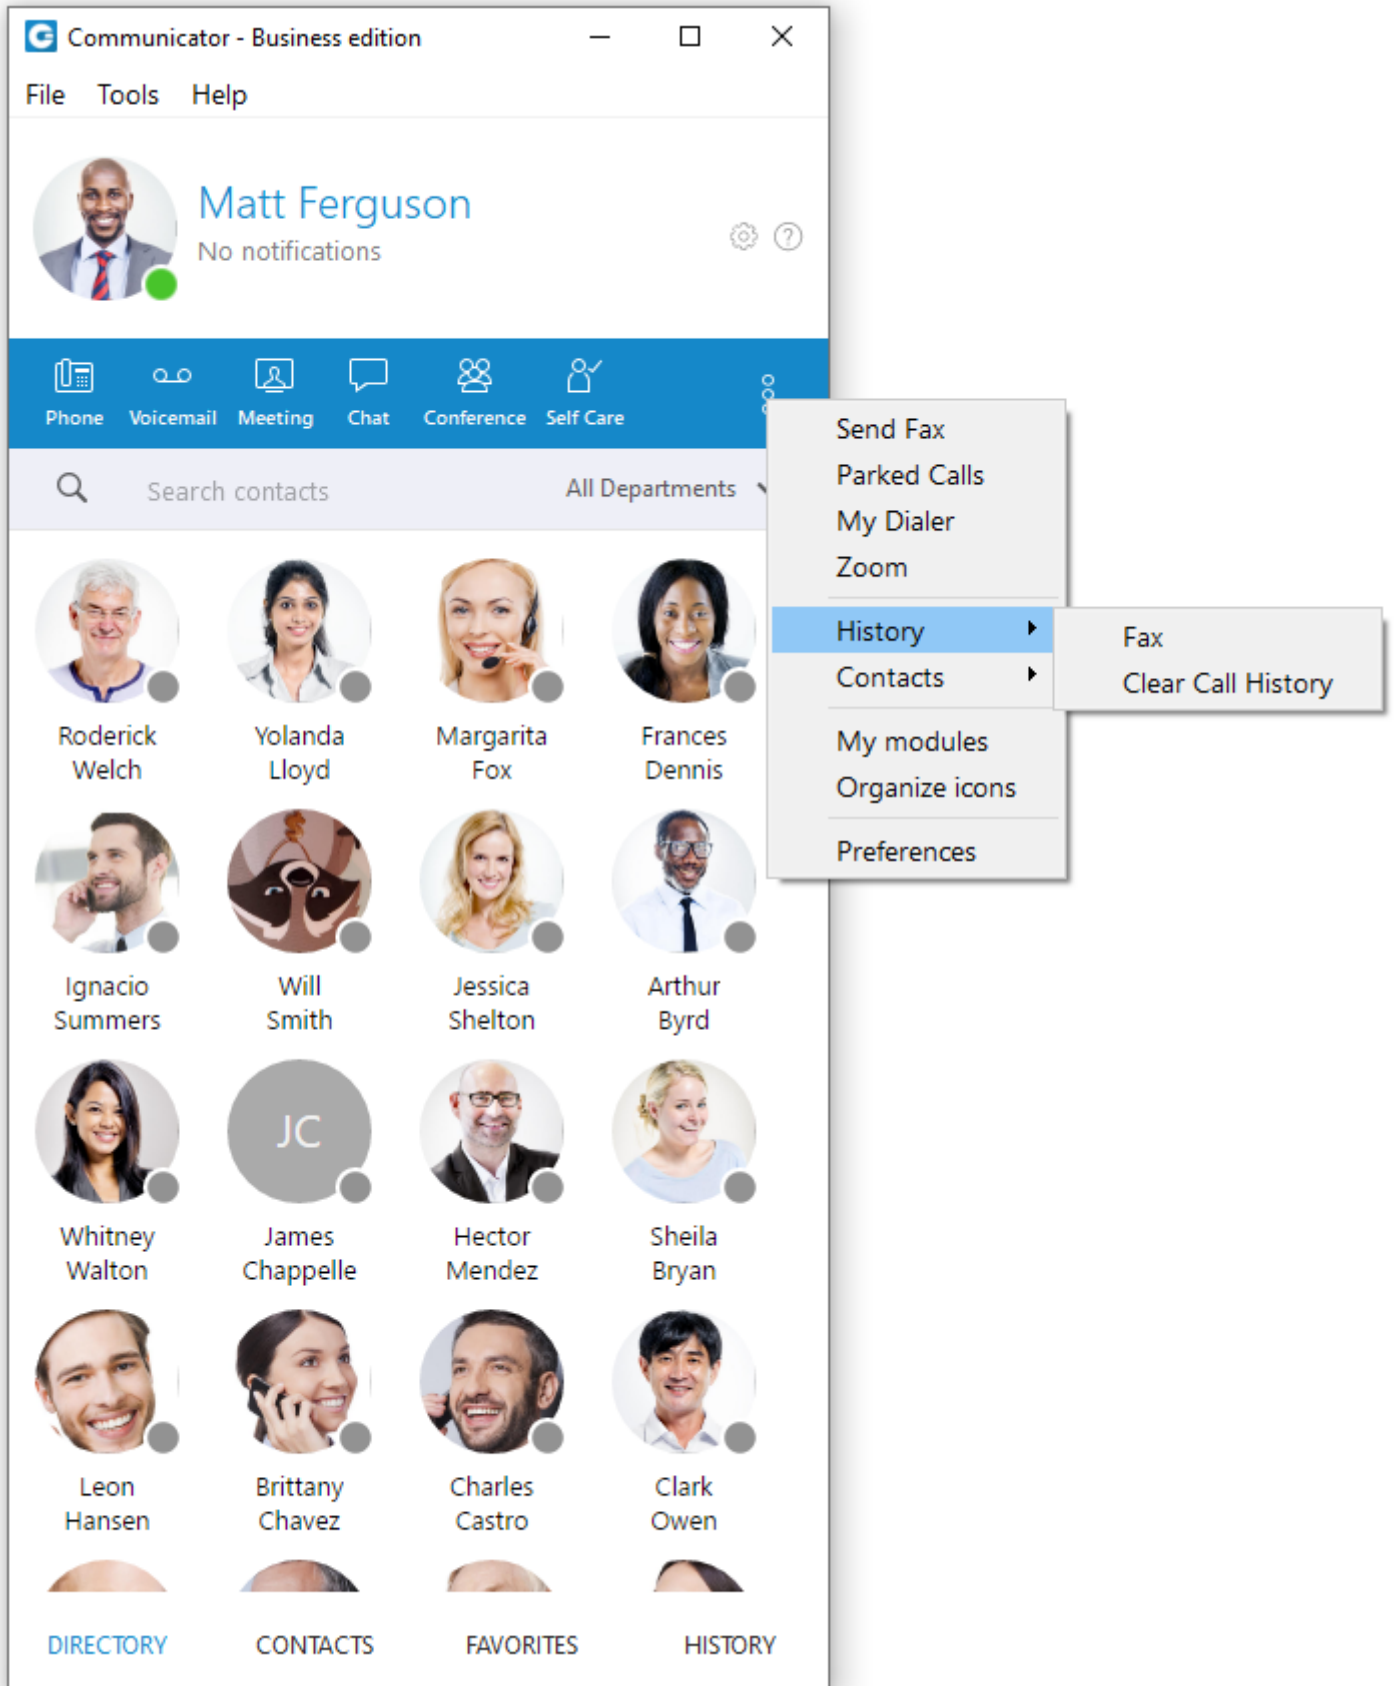 Communicator - Business edition
File Tools Help
Matt Ferguson
No notifications
Phone Voicemail Meeting Chat Conference Self Care
Search contacts All Departments
Send Fax
Parked Calls
My Dialer
Zoom
History
Contacts
My modules
Organize icons
Preferences
Fax
Clear Call History
Roderick Yolanda Margarita Frances
Welch Lloyd Fox Dennis
Ignacio Will Jessica Arthur
Summers Smith Shelton Byrd
JC
Whitney James Hector Sheila
Walton Chappelle Mendez Bryan
Leon Brittany Charles Clark
Hansen Chavez Castro Owen
DIRECTORY CONTACTS FAVORITES HISTORY